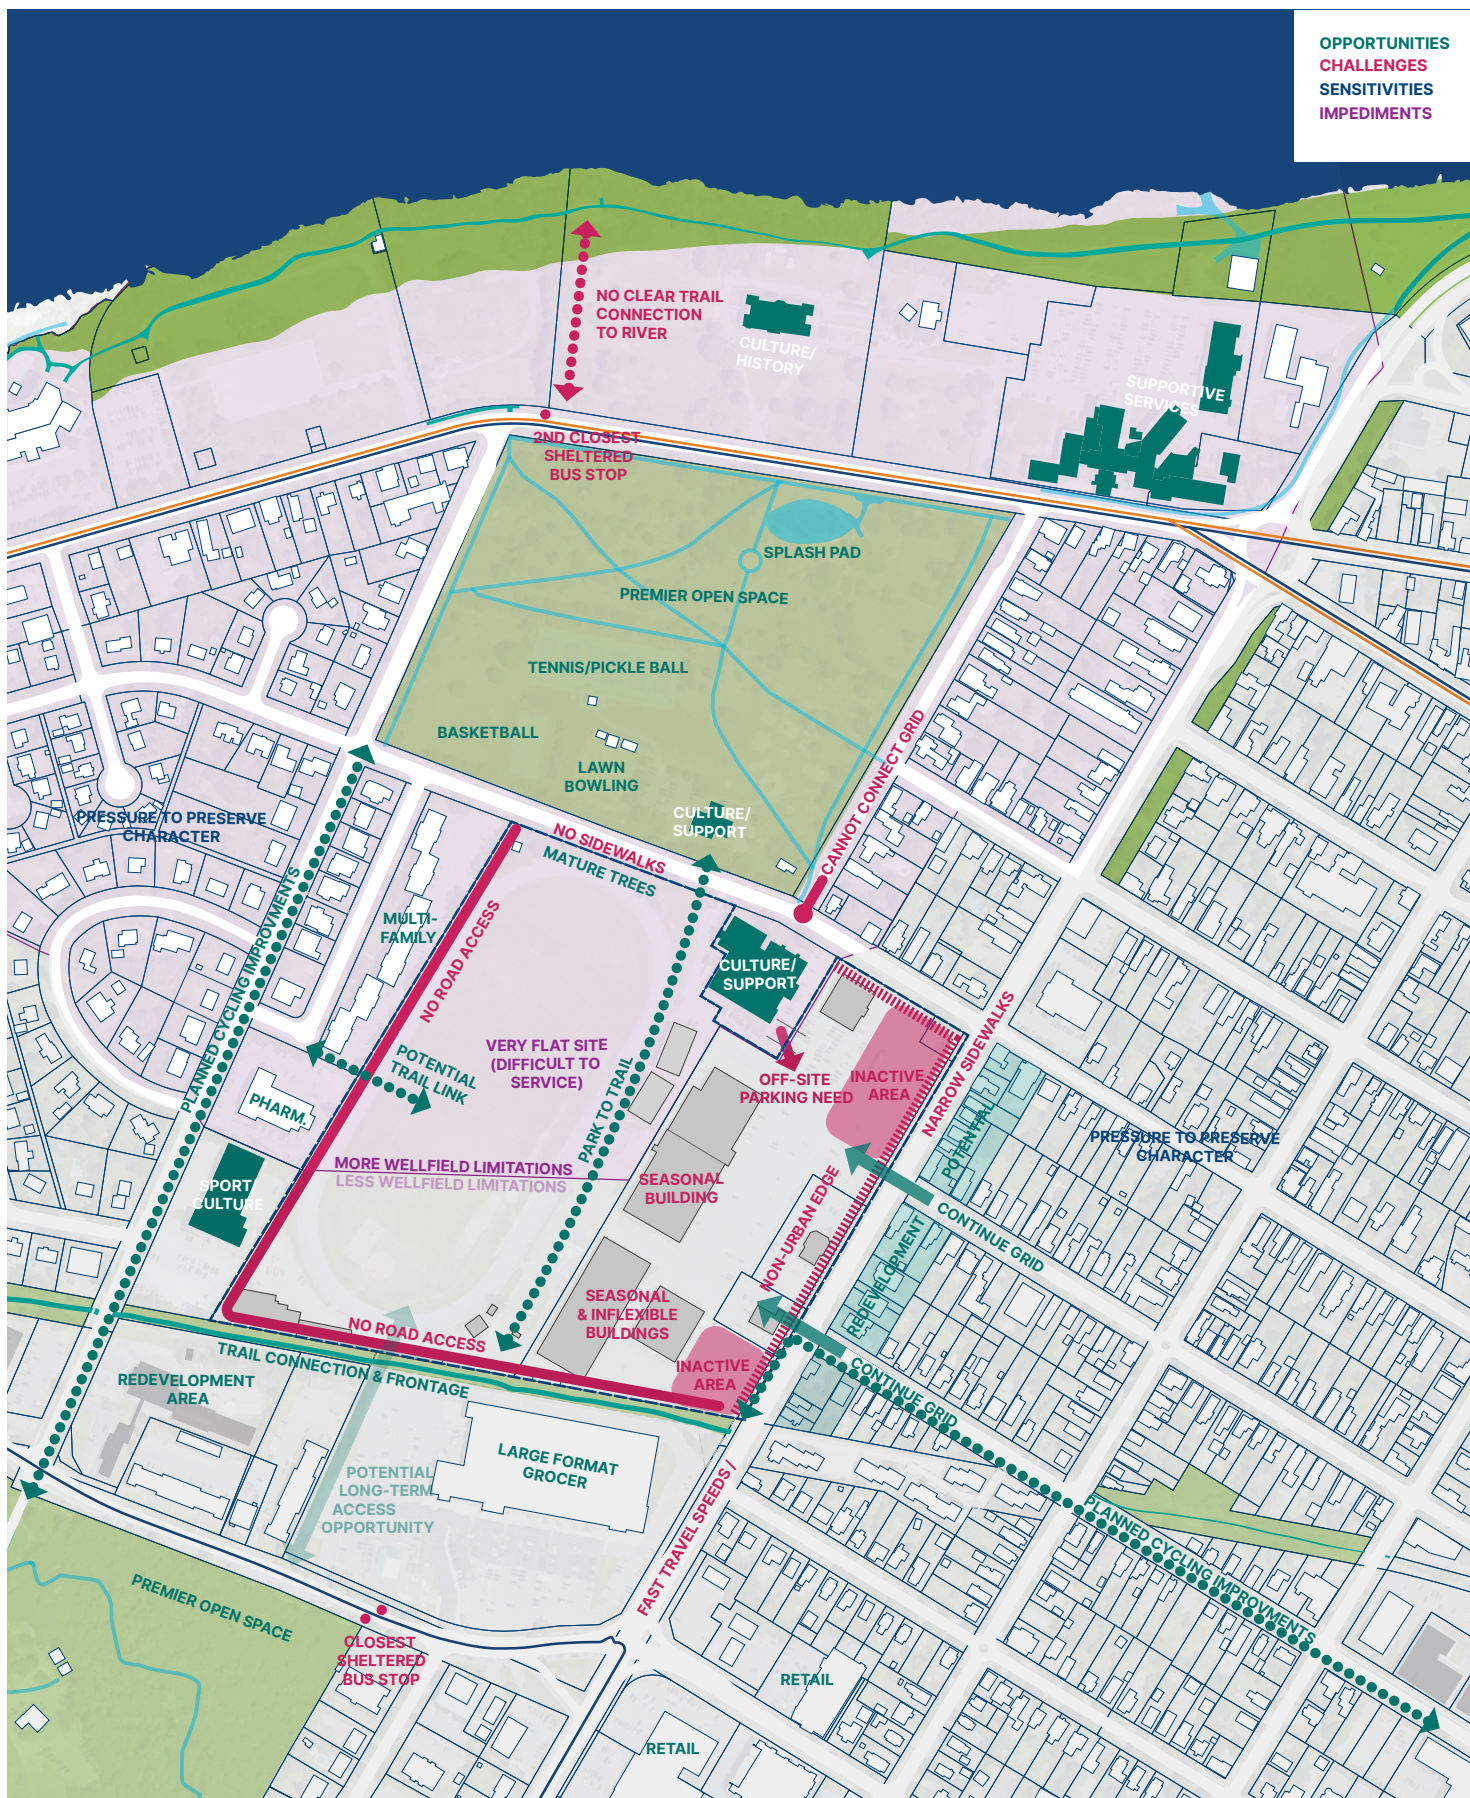 OPPORTUNITIES
CHALLENGES
SENSITIVITIES
IMPEDIMENTS
NO CLEAR TRAIL
CONNECTION
TO RIVER
CULTURE/
HISTORY
SUPPORTIVE
SERVICES
2ND CLOSEST
SHELTERED
BUS STOP
SPLASH PAD
PREMIER OPEN SPACE
TENNIS/PICKLE BALL
BASKETBALL
LAWN
BOWLING
CULTURE/
SUPPORT
CANNOT CONNECT GRID
PRESSURE TO PRESERVE
CHARACTER
NO SIDEWALKS
MATURE TREES
PLANNED CYCLING IMPROVMENTS
MULTI-
FAMILY
NO ROAD ACCESS
CULTURE/
SUPPORT
VERY FLAT SITE
(DIFFICULT TO
SERVICE)
POTENTIAL
TRAIL LINK
PARK TO TRAIL
OFF-SITE
PARKING NEED
INACTIVE
AREA
NARROW SIDEWALKS
PHARM.
POTENTIAL
PRESSURE TO PRESERVE
CHARACTER
MORE WELLFIELD LIMITATIONS
LESS WELLFIELD LIMITATIONS
SPORT/
CULTURE
SEASONAL
BUILDING
NON-URBAN EDGE
CONTINUE GRID
REDEVELOPMENT
SEASONAL
& INFLEXIBLE
BUILDINGS
NO ROAD ACCESS
TRAIL CONNECTION & FRONTAGE
INACTIVE
AREA
CONTINUE GRID
REDEVELOPMENT
AREA
LARGE FORMAT
GROCER
POTENTIAL
LONG-TERM
ACCESS
OPPORTUNITY
FAST TRAVEL SPEEDS /
PLANNED CYCLING IMPROVMENTS
PREMIER OPEN SPACE
CLOSEST
SHELTERED
BUS STOP
RETAIL
RETAIL